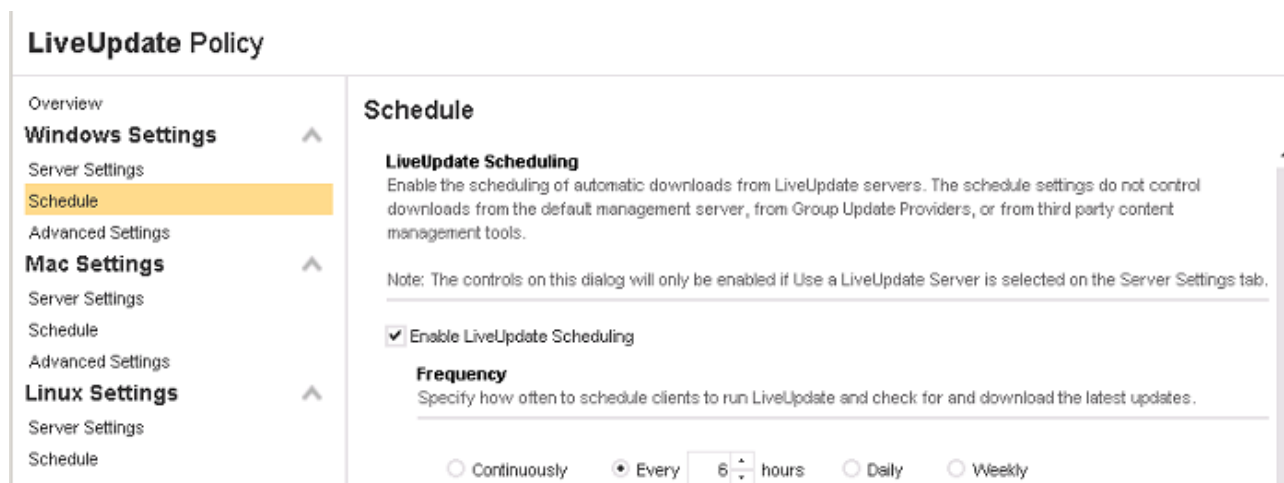 LiveUpdate Policy
Overview
Windows Settings
Server Settings
Schedule
Advanced Settings
Mac Settings
Server Settings
Schedule
Advanced Settings
Linux Settings
Server Settings
Schedule
Schedule
LiveUpdate Scheduling
Enable the scheduling of automatic downloads from LiveUpdate servers. The schedule settings do not control
downloads from the default management server, from Group Update Providers, or from third party content
management tools.
Note: The controls on this dialog will only be enabled if Use a LiveUpdate Server is selected on the Server Settings tab.
Enable LiveUpdate Scheduling
Frequency
Specify how often to schedule clients to run LiveUpdate and check for and download the latest updates.
Continuously Every 6 hours Daily Weekly